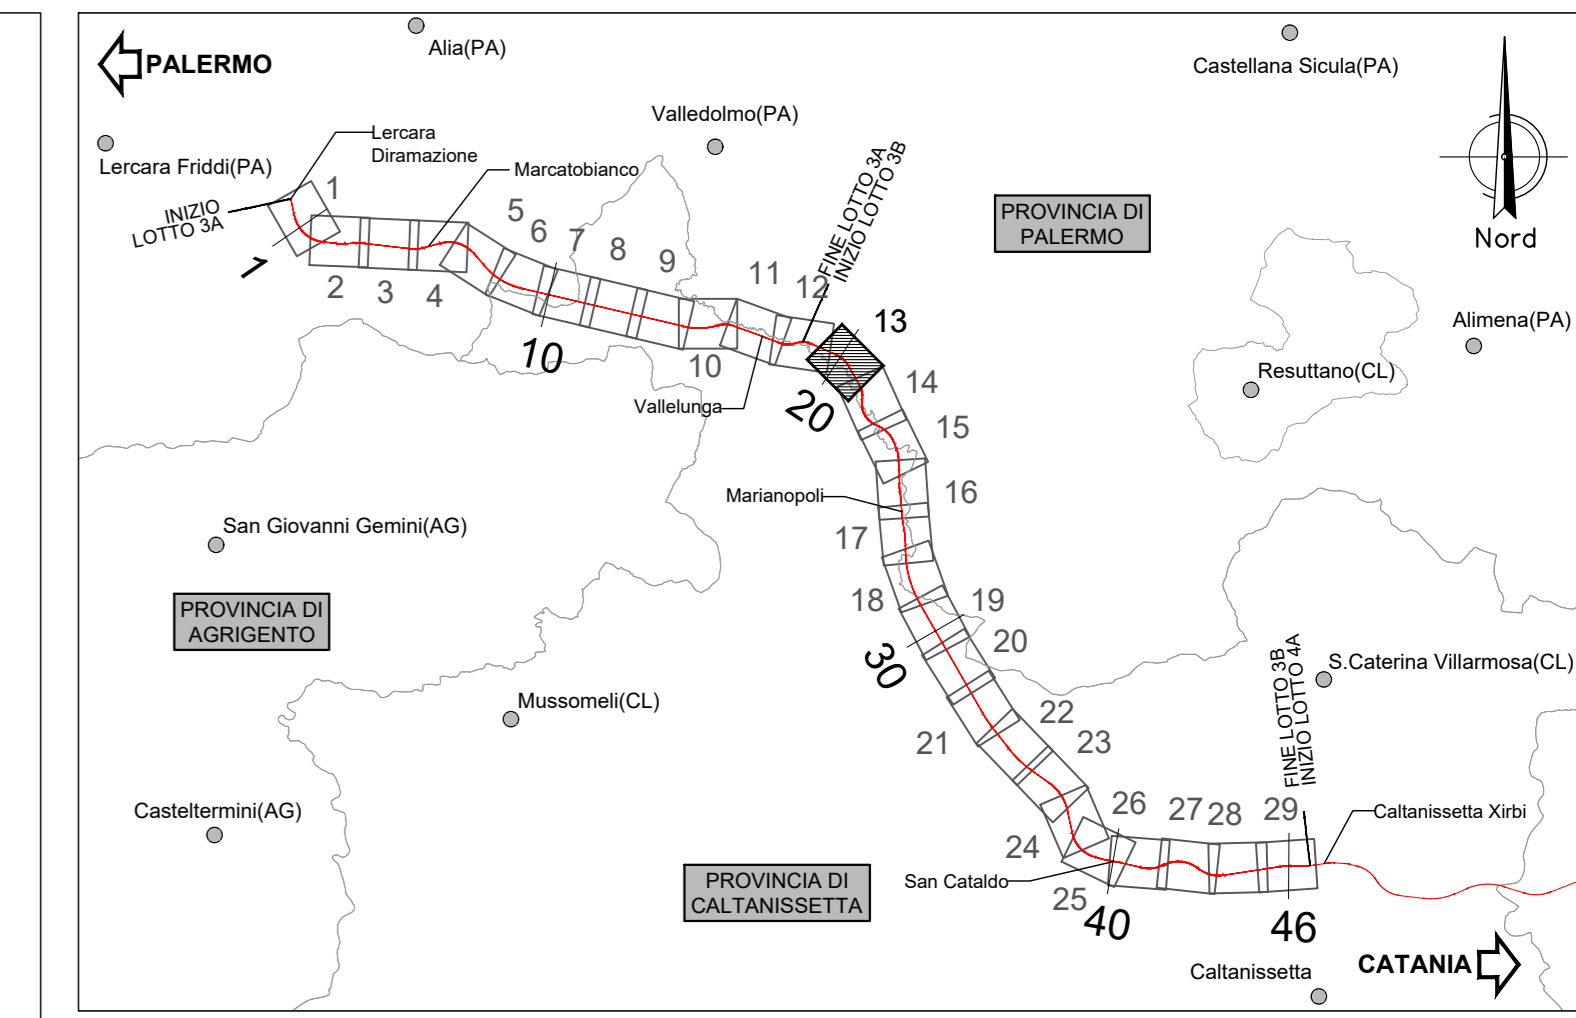 PALERMO
Alia(PA)
Castellana Sicula(PA)
Valledolmo(PA)
Lercara
Diramazione
Lercara Friddi(PA)
Marcatobianco
INIZIO
LOTTO 3A
FINE LOTTO 3A
INIZIO LOTTO 3B
PROVINCIA DI
PALERMO
Nord
1
1
2
3
4
5
6
7
8
9
10
10
11
12
13
20
Vallelunga
Alimena(PA)
Resuttano(CL)
14
15
16
Marianopoli
17
San Giovanni Gemini(AG)
PROVINCIA DI
AGRIGENTO
18
19
20
30
Mussomeli(CL)
S.Caterina Villarmosa(CL)
FINE LOTTO 3B
INIZIO LOTTO 4A
21
22
23
Casteltermini(AG)
24
25
26
27
28
29
Caltanissetta Xirbi
San Cataldo
PROVINCIA DI
CALTANISSETTA
40
46
CATANIA
Caltanissetta